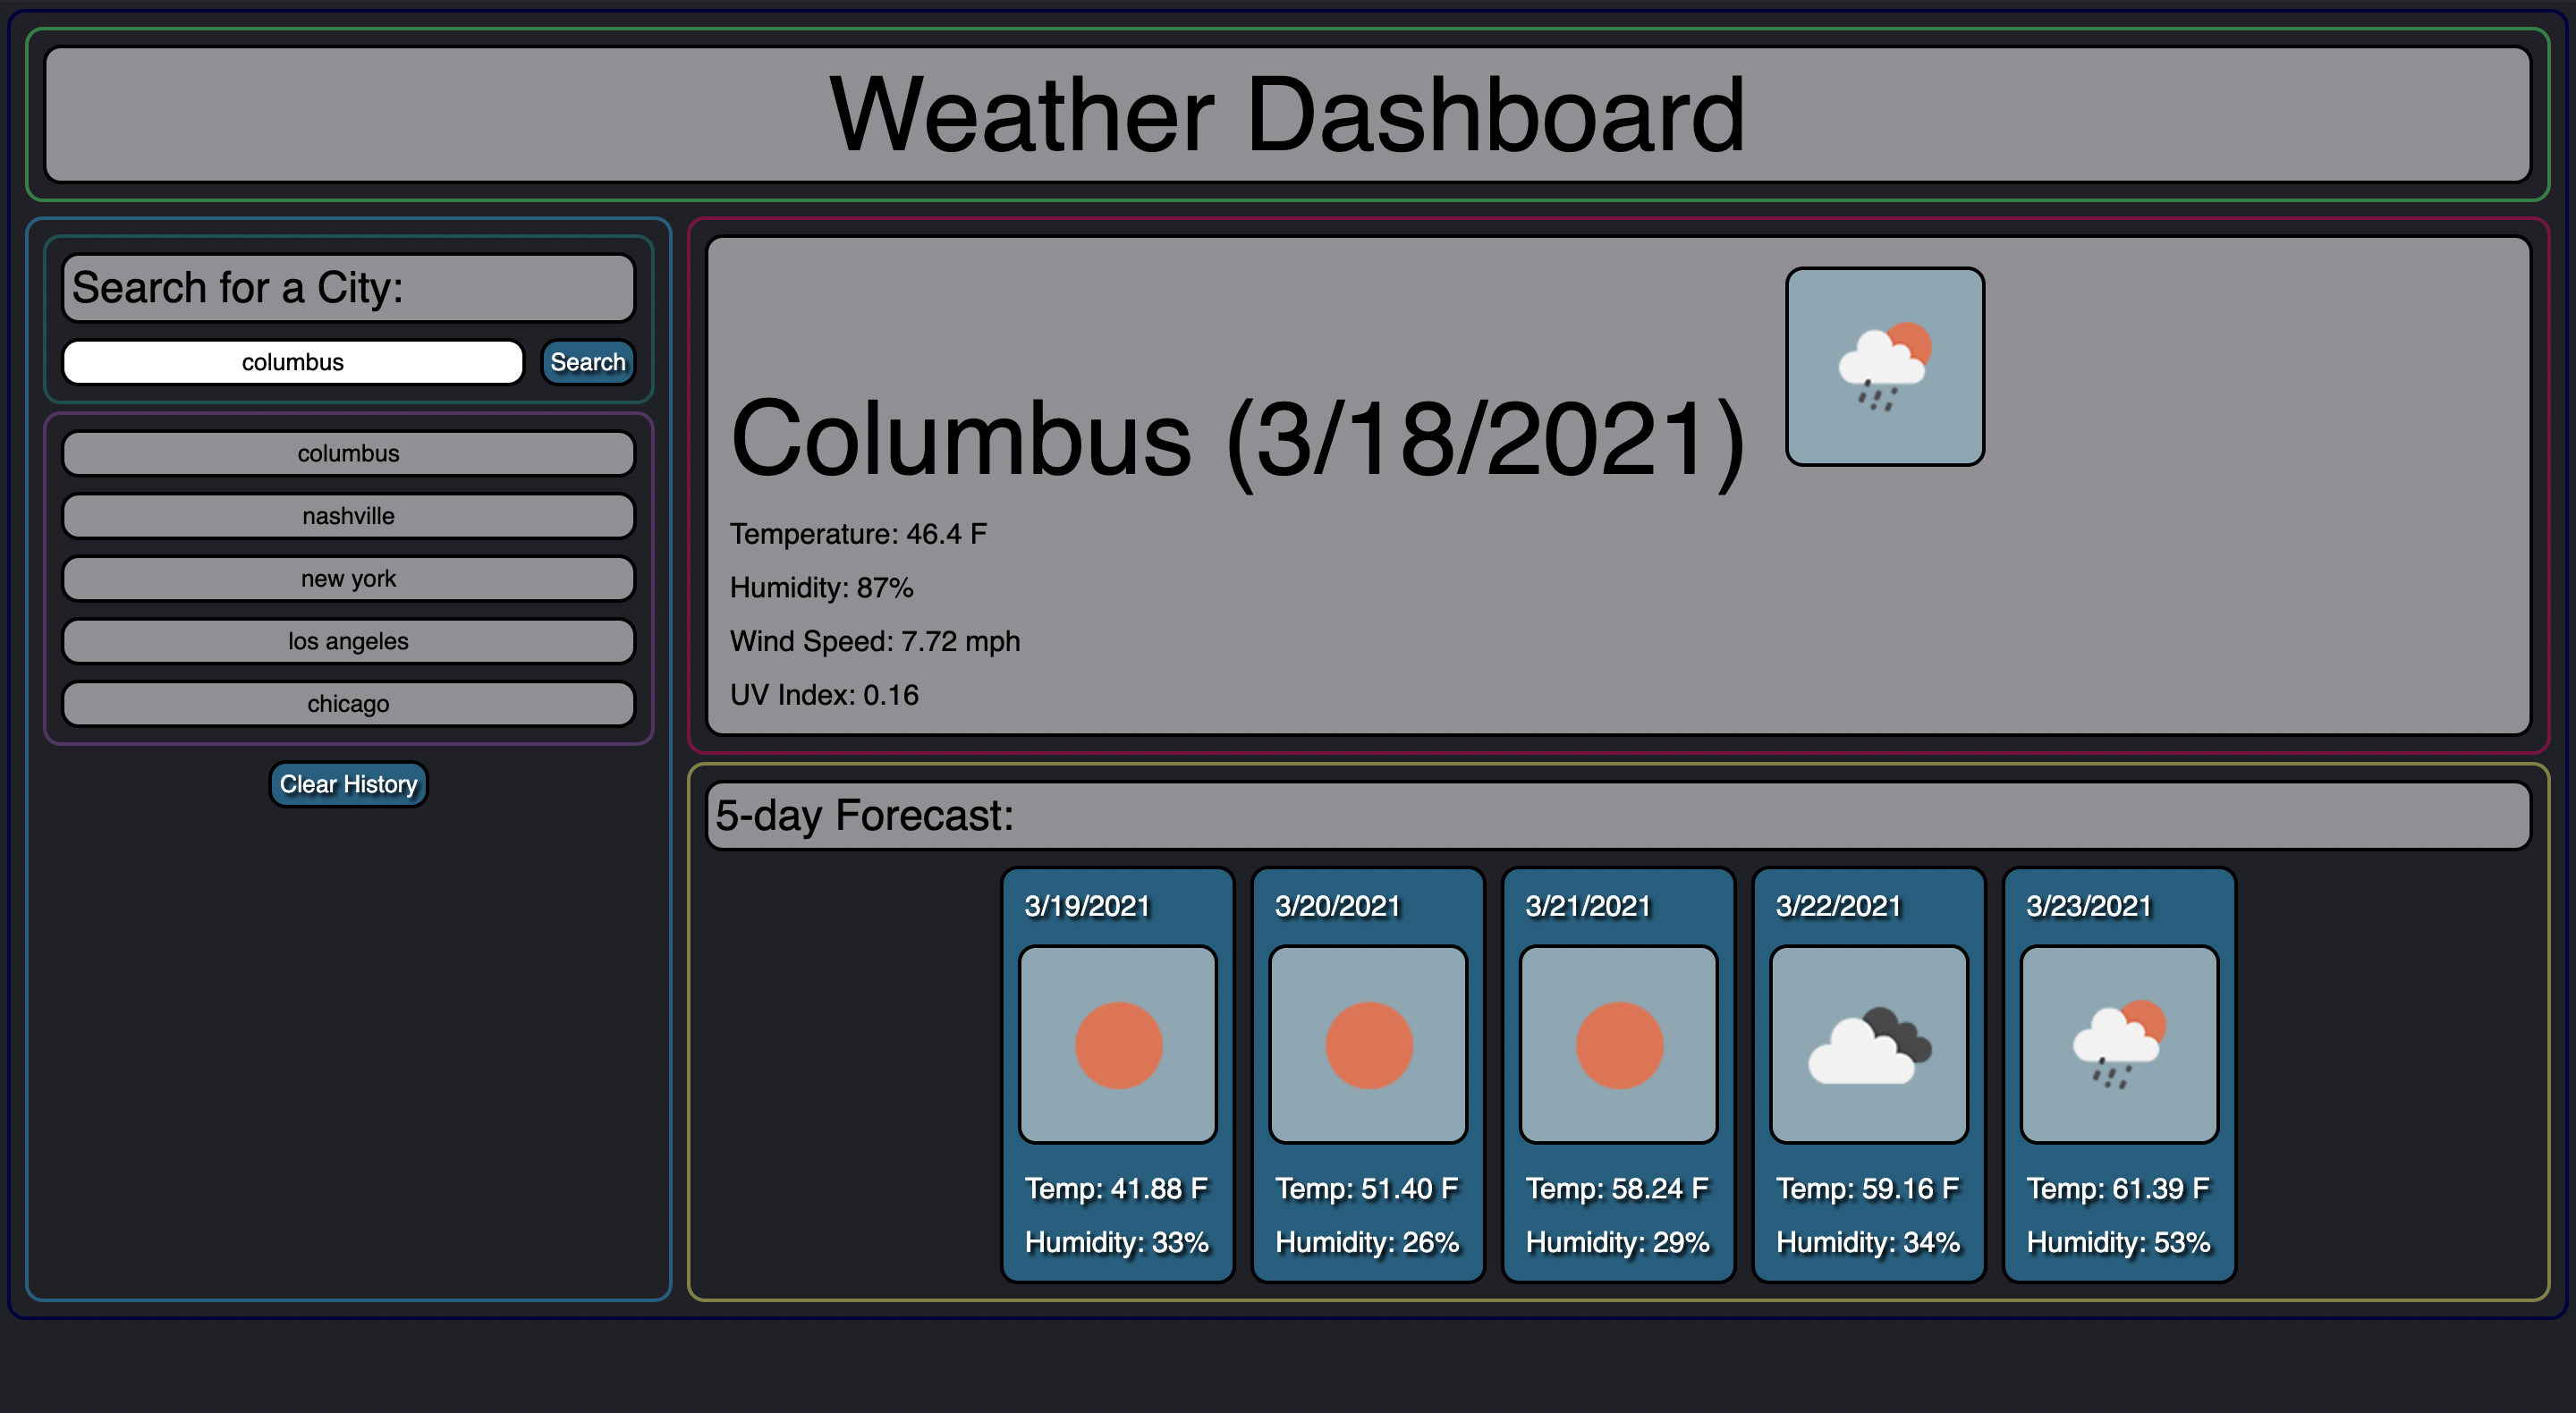 Weather Dashboard
Search for a City:
columbus
Search
columbus
nashville
new york
los angeles
chicago
Clear History
Columbus (3/18/2021)
Temperature: 46.4 F
Humidity: 87%
Wind Speed: 7.72 mph
UV Index: 0.16
5-day Forecast:
3/19/2021
Temp: 41.88 F
Humidity: 33%
3/20/2021
Temp: 51.40 F
Humidity: 26%
3/21/2021
Temp: 58.24 F
Humidity: 29%
3/22/2021
Temp: 59.16 F
Humidity: 34%
3/23/2021
Temp: 61.39 F
Humidity: 53%